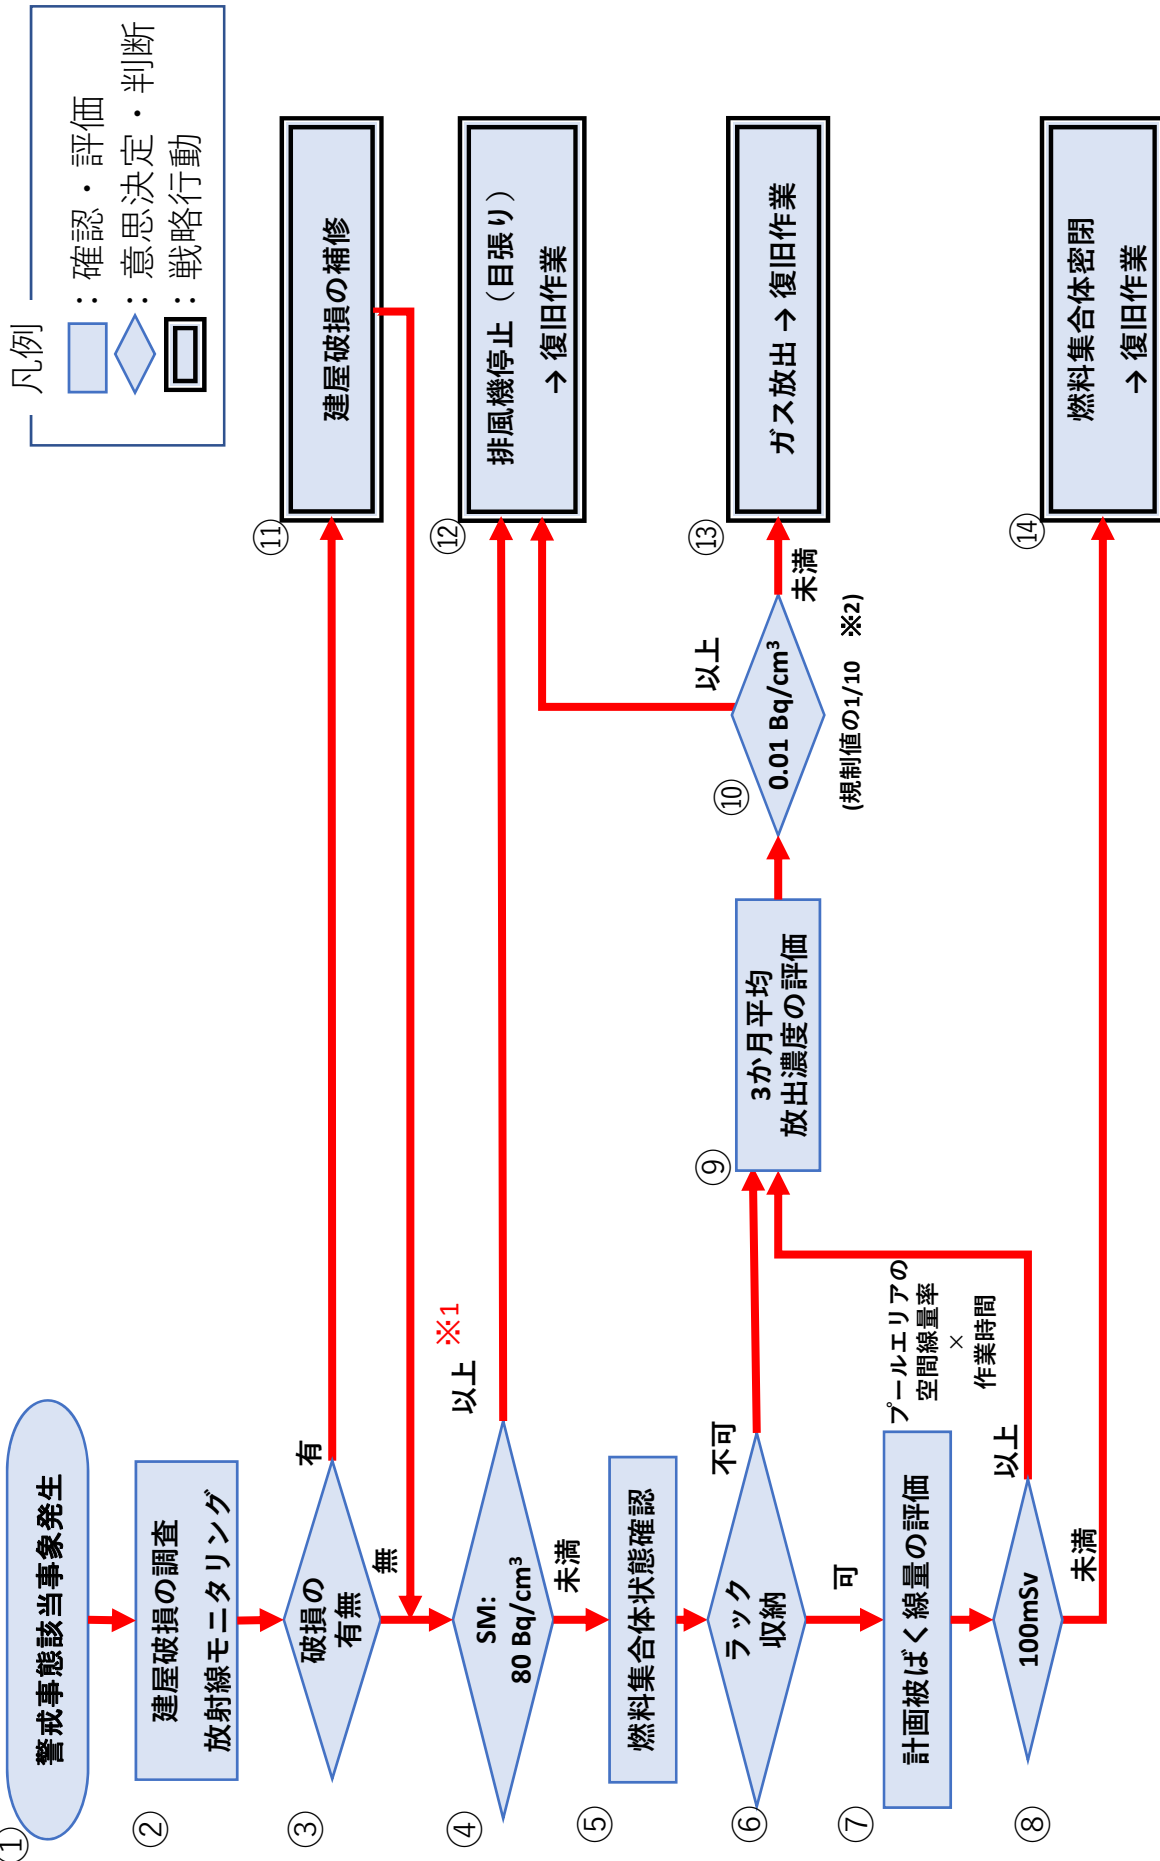 凡例
：確認・評価
：意思決定・判断
：戦略行動
①
警戒事態該当事象発生
②
建屋破損の調査
放射線モニタリング
③
破損の
有無
有
無
⑪
建屋破損の補修
④
SM:
80 Bq/cm³
以上 ※1
未満
⑫
排風機停止（目張り）
→ 復旧作業
⑤
燃料集合体状態確認
⑥
ラック
収納
不可
可
⑨
3か月平均
放出濃度の評価
⑩
0.01 Bq/cm³
(規制値の1/10　※2)
以上
未満
⑬
ガス放出 → 復旧作業
⑦
計画被ばく線量の評価
プールエリアの
空間線量率
×
作業時間
⑧
100mSv
以上
未満
⑭
燃料集合体密閉
→ 復旧作業